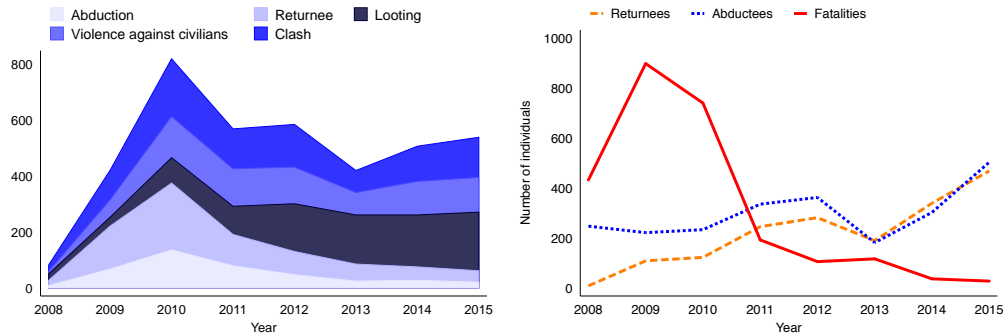 Abduction
Returnee
Looting
Violence against civilians
Clash
800
600
400
200
0
2008 2009 2010 2011 2012 2013 2014 2015
Year
Returnees Abductees Fatalities
1000
800
600
400
200
0
Number of individuals
2008 2009 2010 2011 2012 2013 2014 2015
Year